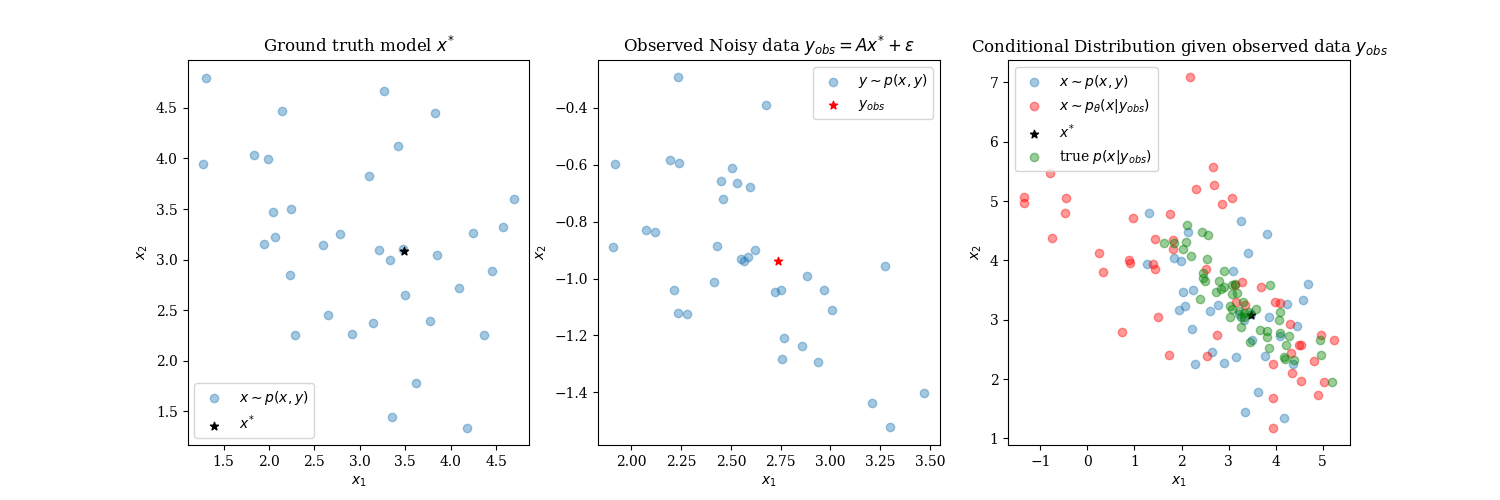 Ground truth model x*
4.5
4.0
3.5
3.0
2.5
2.0
1.5
x₂
x ~ p(x, y)
x*
1.5 2.0 2.5 3.0 3.5 4.0 4.5
x₁
Observed Noisy data y_obs = Ax* + ε
y ~ p(x, y)
y_obs
−0.4
−0.6
−0.8
−1.0
−1.2
−1.4
x₂
2.00 2.25 2.50 2.75 3.00 3.25 3.50
x₁
Conditional Distribution given observed data y_obs
x ~ p(x, y)
x ~ p_θ(x|y_obs)
x*
true p(x|y_obs)
7
6
5
4
3
2
1
x₂
−1 0 1 2 3 4 5
x₁